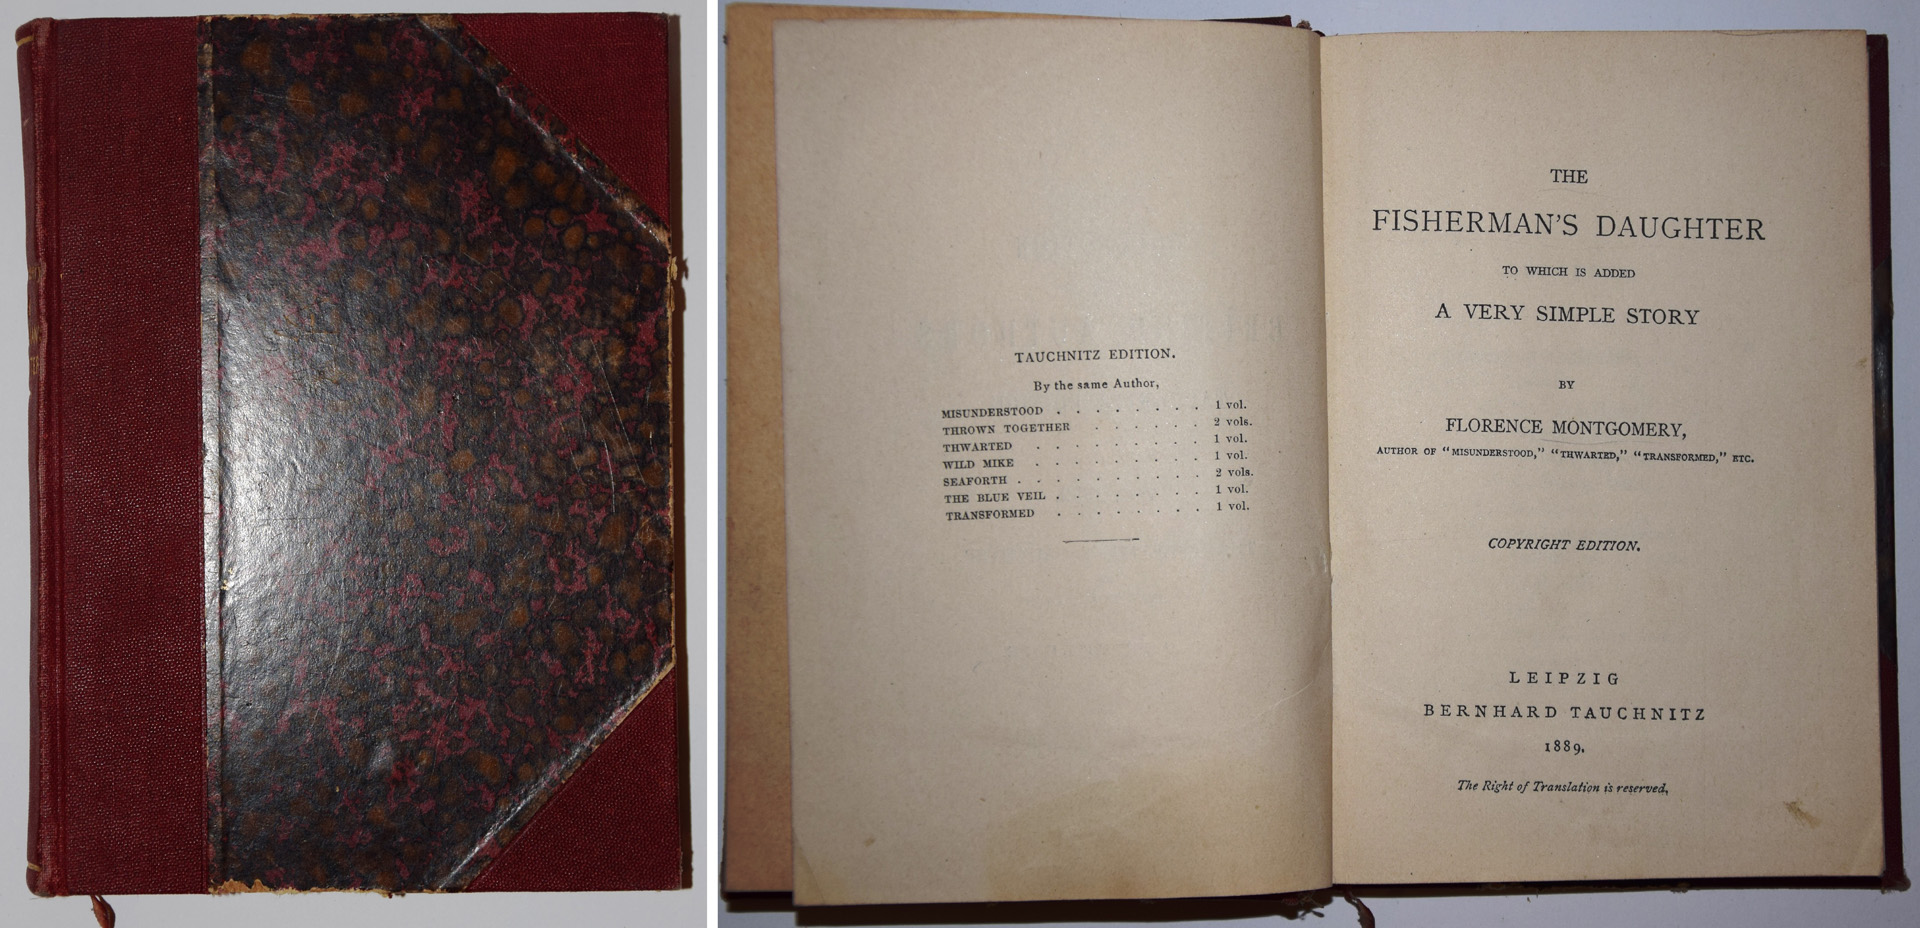 TAUCHNITZ EDITION.
By the same Author,
MISUNDERSTOOD . . . . . . . . 1 vol.
THROWN TOGETHER . . . . . . 2 vols.
THWARTED . . . . . . . . . 1 vol.
WILD MIKE . . . . . . . . . 1 vol.
SEAFORTH . . . . . . . . . . 2 vols.
THE BLUE VEIL . . . . . . . . 1 vol.
TRANSFORMED . . . . . . . . 1 vol.
THE
FISHERMAN'S DAUGHTER
TO WHICH IS ADDED
A VERY SIMPLE STORY
BY
FLORENCE MONTGOMERY,
AUTHOR OF "MISUNDERSTOOD," "THWARTED," "TRANSFORMED," ETC.
COPYRIGHT EDITION.
LEIPZIG
BERNHARD TAUCHNITZ
1889.
The Right of Translation is reserved.